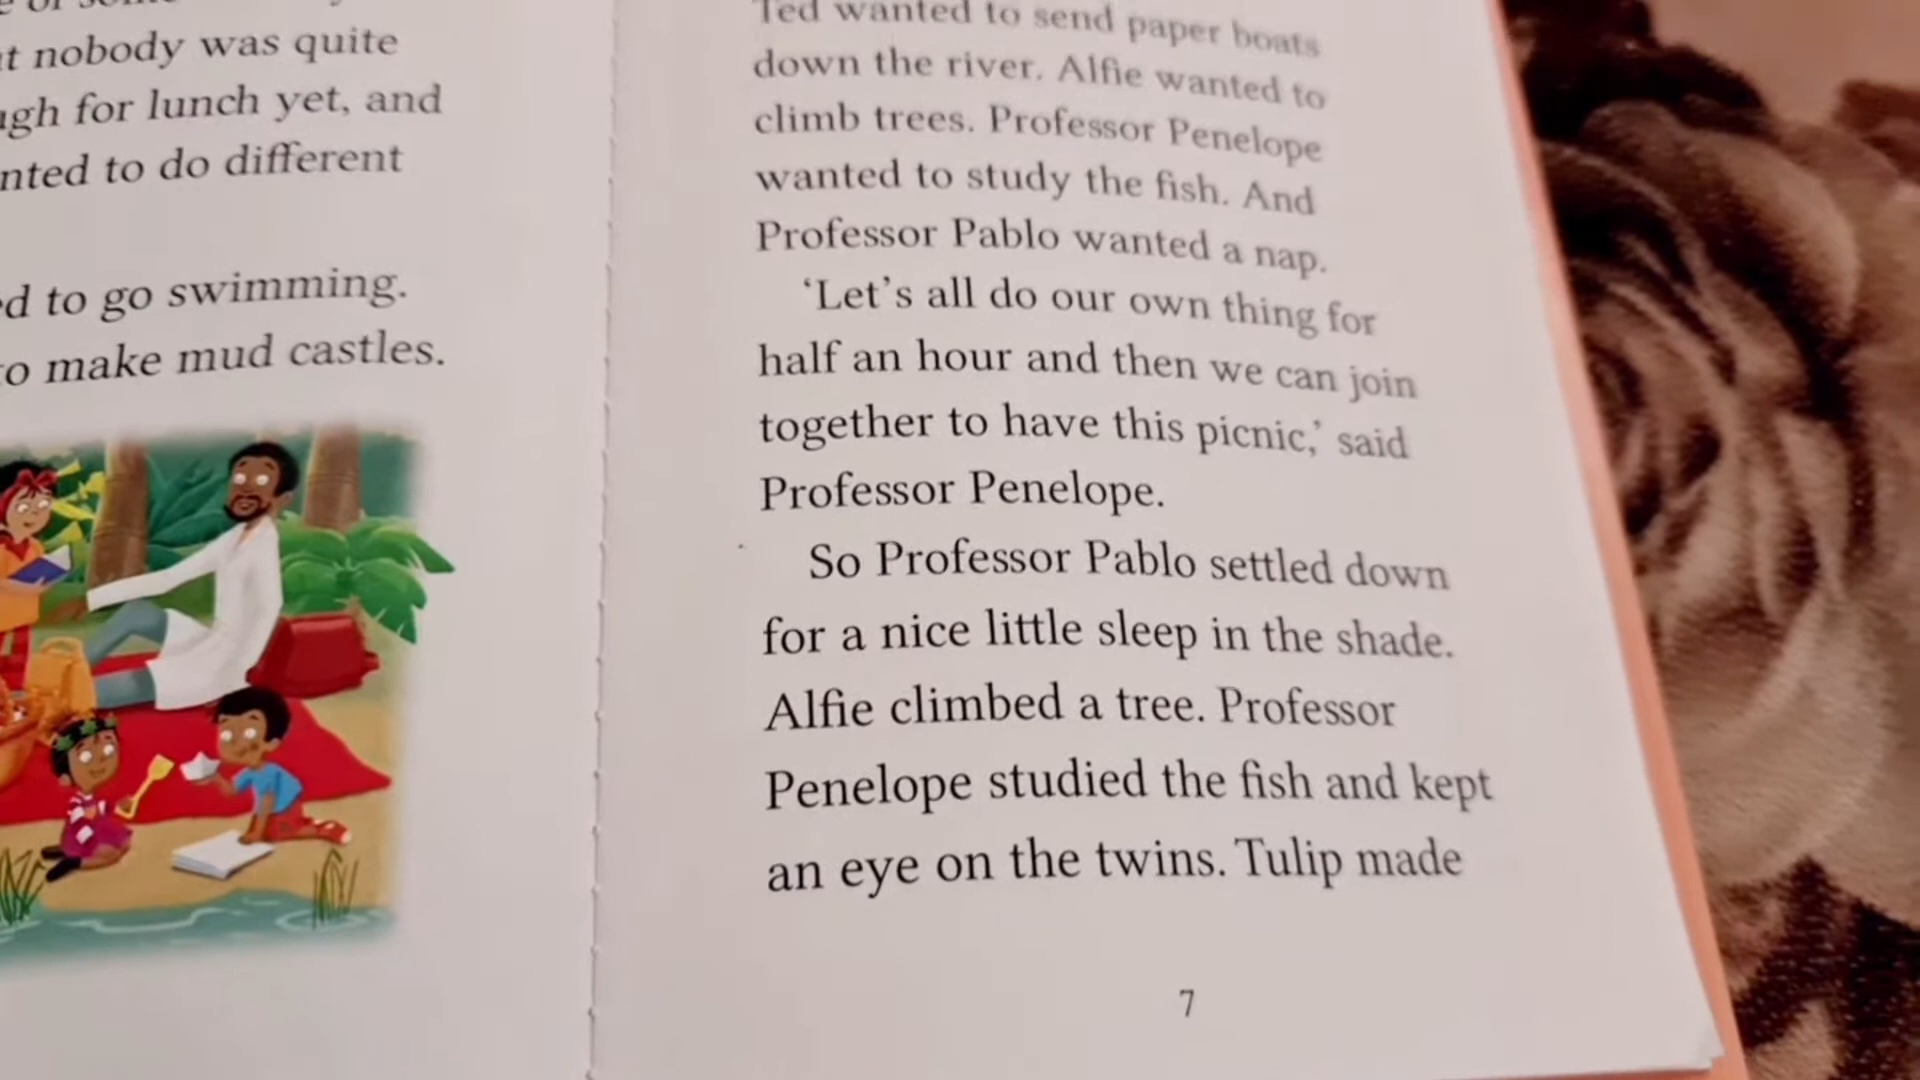 nobody was quite
for lunch yet, and
to do different
to go swimming.
to make mud castles.
Ted wanted to send paper boats
down the river. Alfie wanted to
climb trees. Professor Penelope
wanted to study the fish. And
Professor Pablo wanted a nap.
‘Let’s all do our own thing for
half an hour and then we can join
together to have this picnic,’ said
Professor Penelope.
So Professor Pablo settled down
for a nice little sleep in the shade.
Alfie climbed a tree. Professor
Penelope studied the fish and kept
an eye on the twins. Tulip made
7